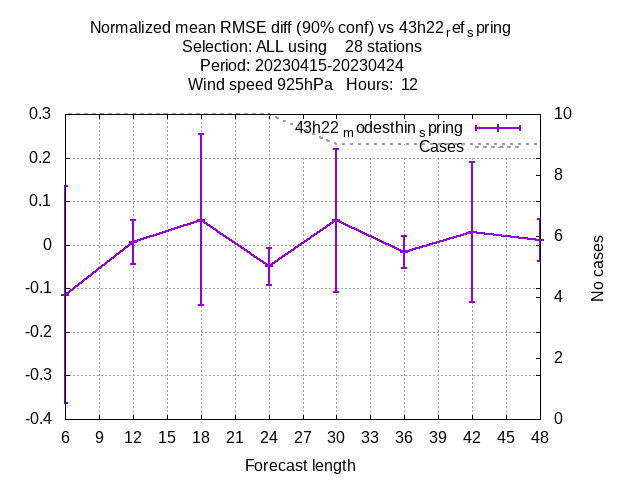 Normalized mean RMSE diff (90% conf) vs 43h22refspring
Selection: ALL using 28 stations
Period: 20230415-20230424
Wind speed 925hPa Hours: 12
0.3
0.2
0.1
0
-0.1
-0.2
-0.3
-0.4
43h22modesthinspring
Cases
10
8
6
4
2
0
No cases
6 9 12 15 18 21 24 27 30 33 36 39 42 45 48
Forecast length